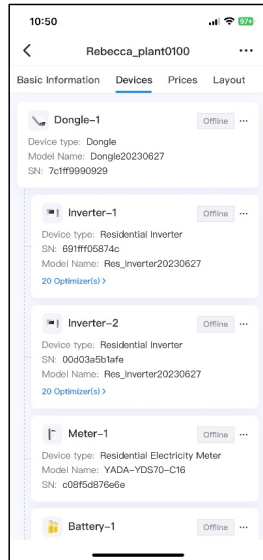 10:50
97
Rebecca_plant0100
Basic Information Devices Prices Layout
Dongle-1 Offline
Device type: Dongle
Model Name: Dongle20230627
SN: 7c1ff9990929
Inverter-1 Offline
Device type: Residential Inverter
SN: 691fff05874c
Model Name: Res_Inverter20230627
20 Optimizer(s) >
Inverter-2 Offline
Device type: Residential Inverter
SN: 00d03a5b1afe
Model Name: Res_Inverter20230627
20 Optimizer(s) >
Meter-1 Offline
Device type: Residential Electricity Meter
Model Name: YADA-YDS70-C16
SN: c08f5d876e6e
Battery-1 Offline